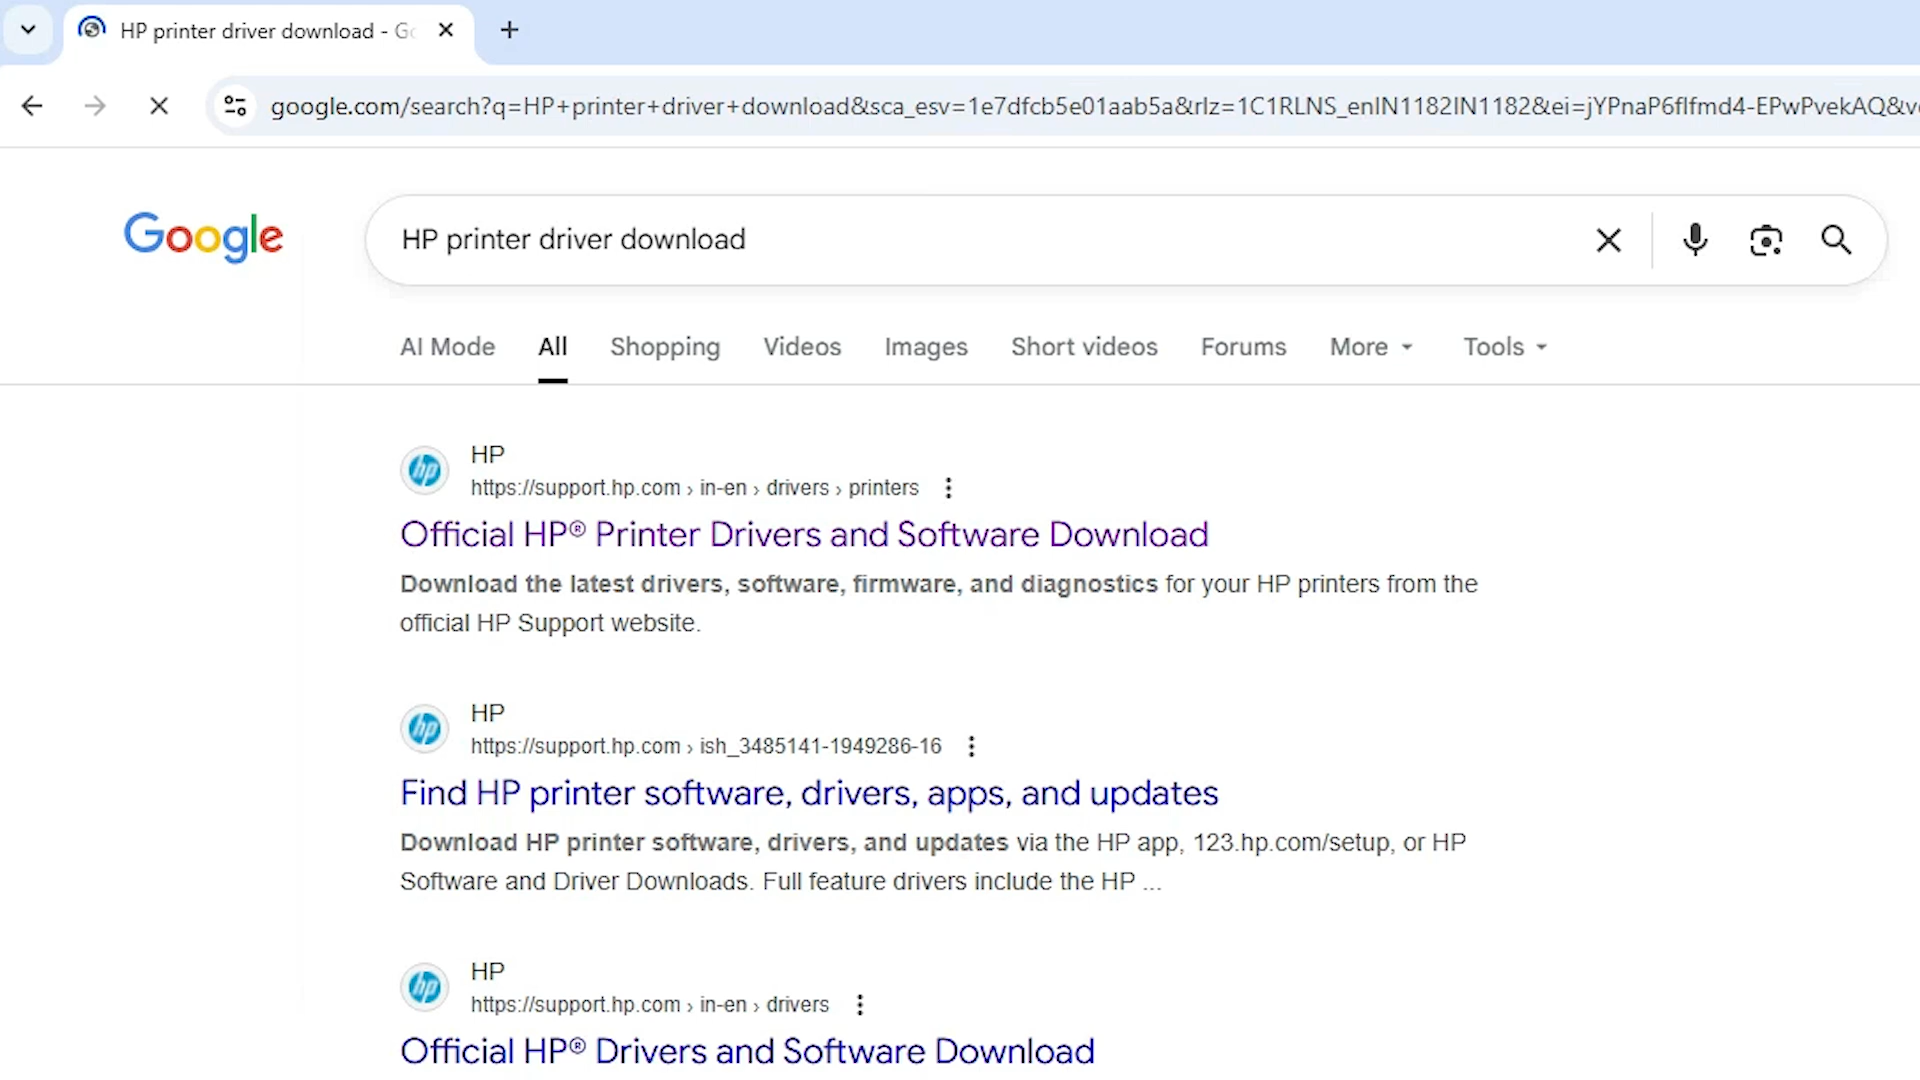 HP printer driver download - Go
google.com/search?q=HP+printer+driver+download&sca_esv=1e7dfcb5e01aab5a&rlz=1C1RLNS_enIN1182IN1182&ei=jYPnaP6flfmd4-EPwPvekAQ&v
Google
HP printer driver download
AI Mode All Shopping Videos Images Short videos Forums More Tools
hp
HP
https://support.hp.com › in-en › drivers › printers
Official HP® Printer Drivers and Software Download
Download the latest drivers, software, firmware, and diagnostics for your HP printers from the
official HP Support website.
hp
HP
https://support.hp.com › ish_3485141-1949286-16
Find HP printer software, drivers, apps, and updates
Download HP printer software, drivers, and updates via the HP app, 123.hp.com/setup, or HP
Software and Driver Downloads. Full feature drivers include the HP ...
hp
HP
https://support.hp.com › in-en › drivers
Official HP® Drivers and Software Download